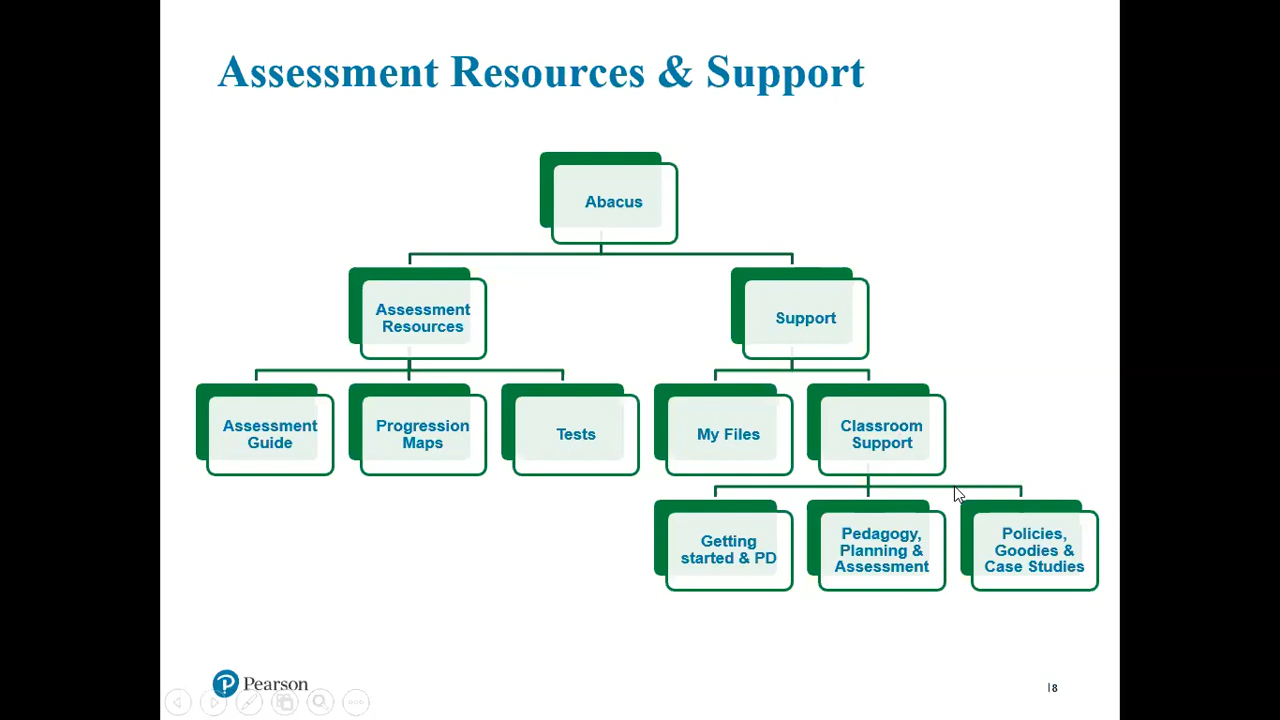 Assessment Resources & Support
Abacus
Assessment
Resources
Support
Assessment
Guide
Progression
Maps
Tests
My Files
Classroom
Support
Getting
started & PD
Pedagogy,
Planning &
Assessment
Policies,
Goodies &
Case Studies
Pearson
8